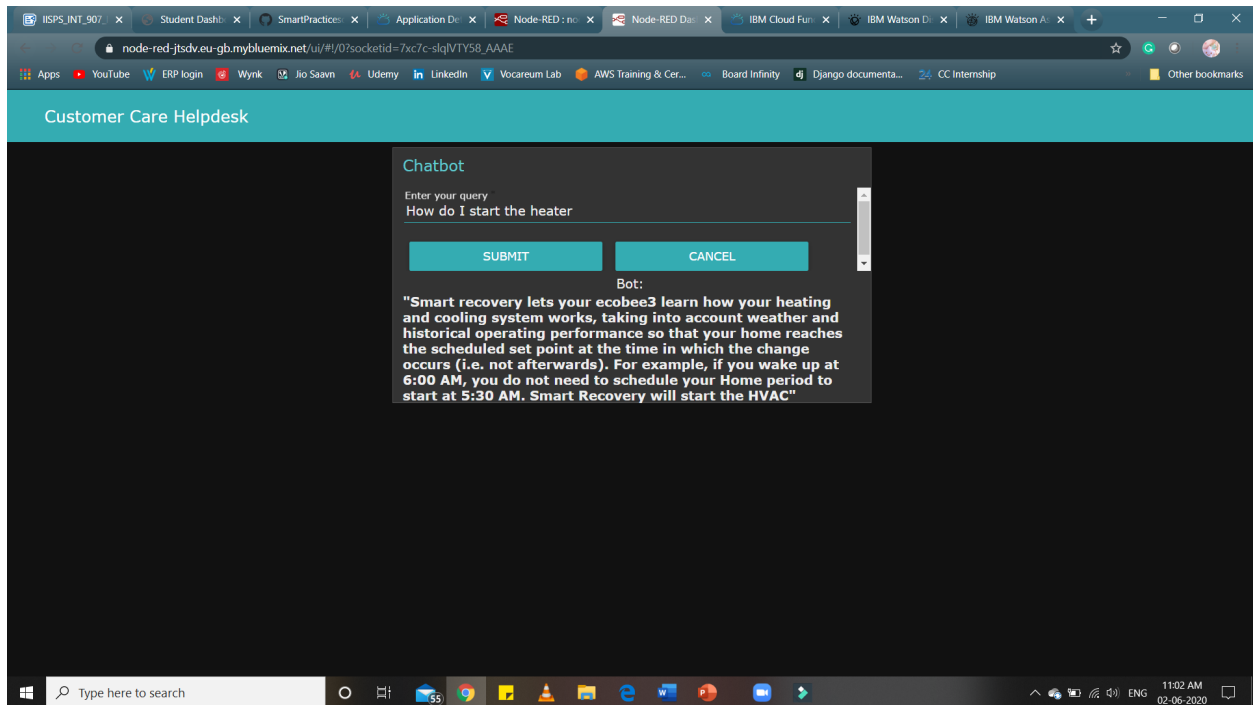 IISPS_INT_907_
Student Dashb
SmartPractices
Application De
Node-RED : no
Node-RED Das
IBM Cloud Fun
IBM Watson Di
IBM Watson As
node-red-jtsdv.eu-gb.mybluemix.net/ui/#!/0?socketid=7xc7c-slqlVTY58_AAAE
Apps YouTube ERP login Wynk Jio Saavn Udemy LinkedIn Vocareum Lab AWS Training & Cer... Board Infinity Django documenta... CC Internship Other bookmarks
Customer Care Helpdesk
Chatbot
Enter your query *
How do I start the heater
SUBMIT CANCEL
Bot:
"Smart recovery lets your ecobee3 learn how your heating
and cooling system works, taking into account weather and
historical operating performance so that your home reaches
the scheduled set point at the time in which the change
occurs (i.e. not afterwards). For example, if you wake up at
6:00 AM, you do not need to schedule your Home period to
start at 5:30 AM. Smart Recovery will start the HVAC"
Type here to search
55
ENG
11:02 AM
02-06-2020